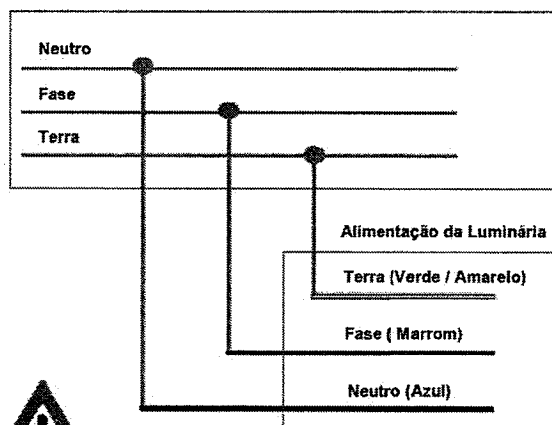 Neutro
Fase
Terra
Alimentação da Luminária
Terra (Verde / Amarelo)
Fase ( Marrom)
Neutro (Azul)